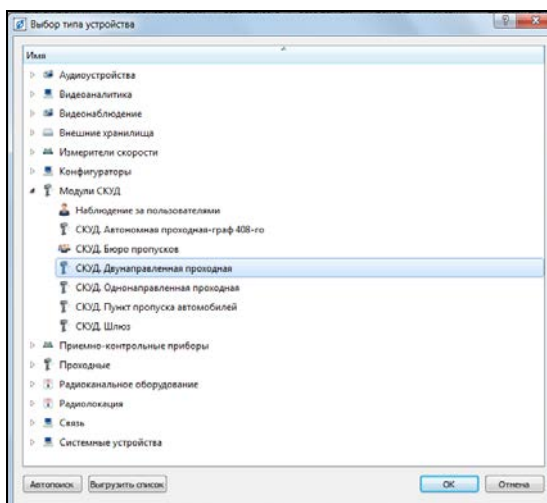 Выбор типа устройства
Имя
Аудиоустройства
Видеоаналитика
Видеонаблюдение
Внешние хранилища
Измерители скорости
Конфигураторы
Модули СКУД
Наблюдение за пользователями
СКУД. Автономная проходная-граф 408-го
СКУД. Бюро пропусков
СКУД. Двунаправленная проходная
СКУД. Однонаправленная проходная
СКУД. Пункт пропуска автомобилей
СКУД. Шлюз
Приемно-контрольные приборы
Проходные
Радиоканальное оборудование
Радиолокация
Связь
Системные устройства
Автопоиск Выгрузить список ОК Отмена